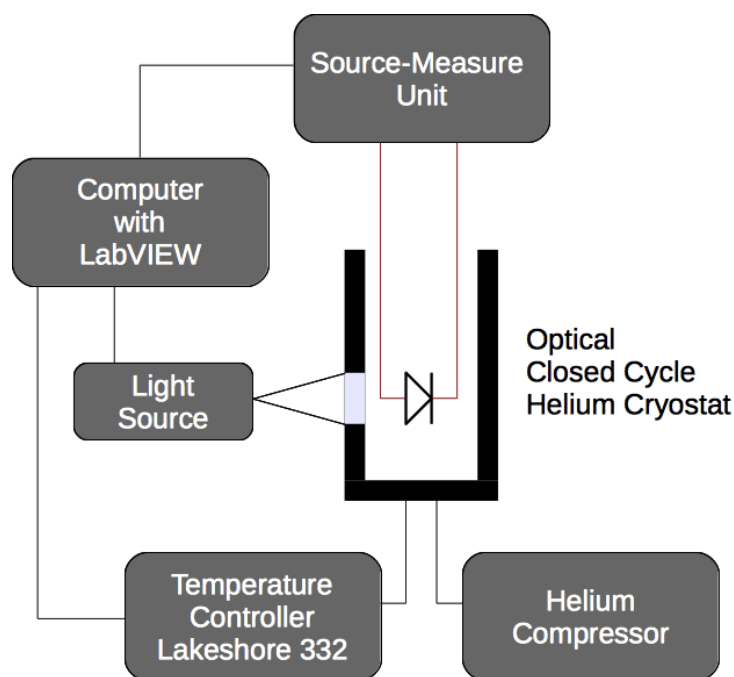 Source-Measure
Unit
Computer
with
LabVIEW
Light
Source
Optical
Closed Cycle
Helium Cryostat
Temperature
Controller
Lakeshore 332
Helium
Compressor